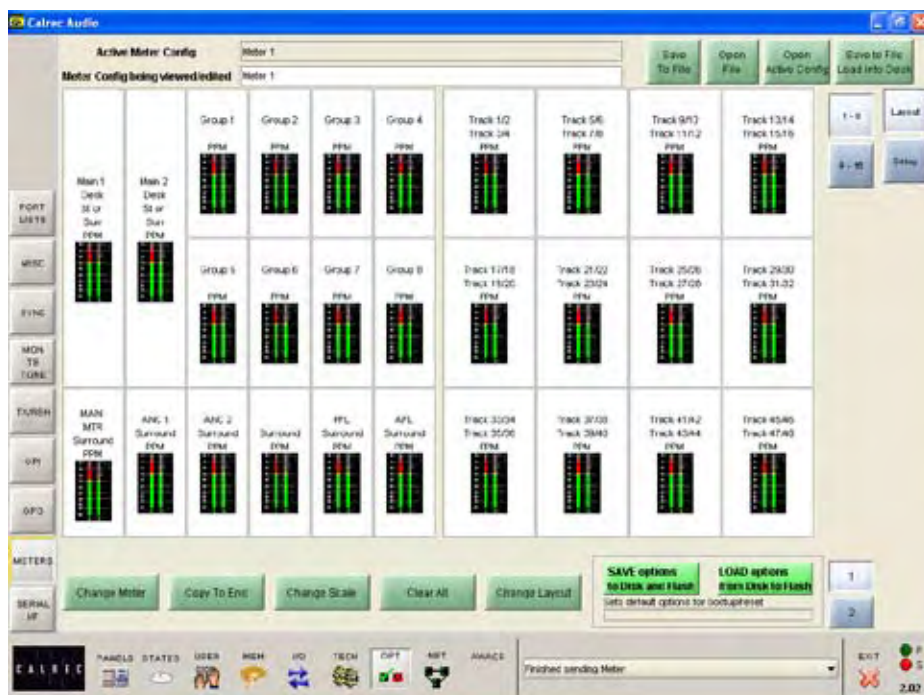 Calrec Audio
Active Meter Config
Meter 1
Meter Config being viewed/edited
Meter 1
Save To File
Open File
Open Active Config
Save to File Load into Desk
1 - 8
Layout
9 - 16
Delay
PORT LISTS
MISC
SYNC
MON TB TONE
TX/REH
GPI
GPO
METERS
SERIAL I/F
Main 1 Desk St or Surr PPM
Main 2 Desk St or Surr PPM
Group 1 PPM
Group 2 PPM
Group 3 PPM
Group 4 PPM
Track 1/2 Track 3/4 PPM
Track 5/6 Track 7/8 PPM
Track 9/10 Track 11/12 PPM
Track 13/14 Track 15/16 PPM
Group 5 PPM
Group 6 PPM
Group 7 PPM
Group 8 PPM
Track 17/18 Track 19/20 PPM
Track 21/22 Track 23/24 PPM
Track 25/26 Track 27/28 PPM
Track 29/30 Track 31/32 PPM
MAIN MTR Surround PPM
ANC 1 Surround PPM
ANC 2 Surround PPM
Surround PPM
PFL Surround PPM
AFL Surround PPM
Track 33/34 Track 35/36 PPM
Track 37/38 Track 39/40 PPM
Track 41/42 Track 43/44 PPM
Track 45/46 Track 47/48 PPM
Change Meter
Copy To End
Change Scale
Clear All
Change Layout
SAVE options to Disk and Flash
LOAD options from Disk to Flash
Sets default options for bootup/reset
1
2
CALREC
PANELS
STATES
USER
MEM
I/O
TECH
OPT
NET
AWACS
Finished sending Meter
EXIT
P
S
2.02